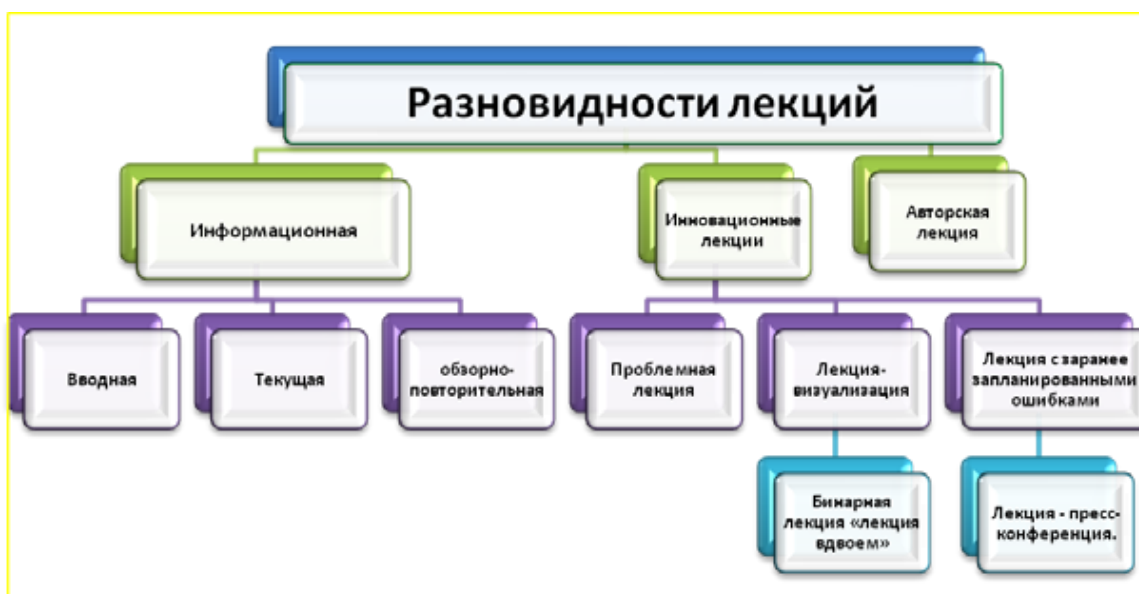 Разновидности лекций
Информационная
Инновационные
лекции
Авторская
лекция
Вводная
Текущая
обзорно-
повторительная
Проблемная
лекция
Лекция-
визуализация
Лекция с заранее
запланированными
ошибками
Бинарная
лекция «лекция
вдвоем»
Лекция - пресс-
конференция.